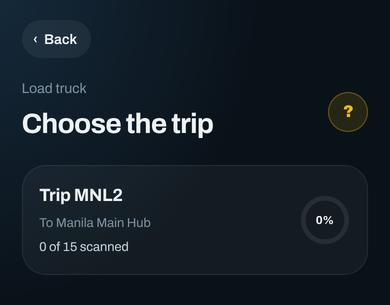 ‹ Back
Load truck
Choose the trip
?
Trip MNL2
To Manila Main Hub
0 of 15 scanned
0%